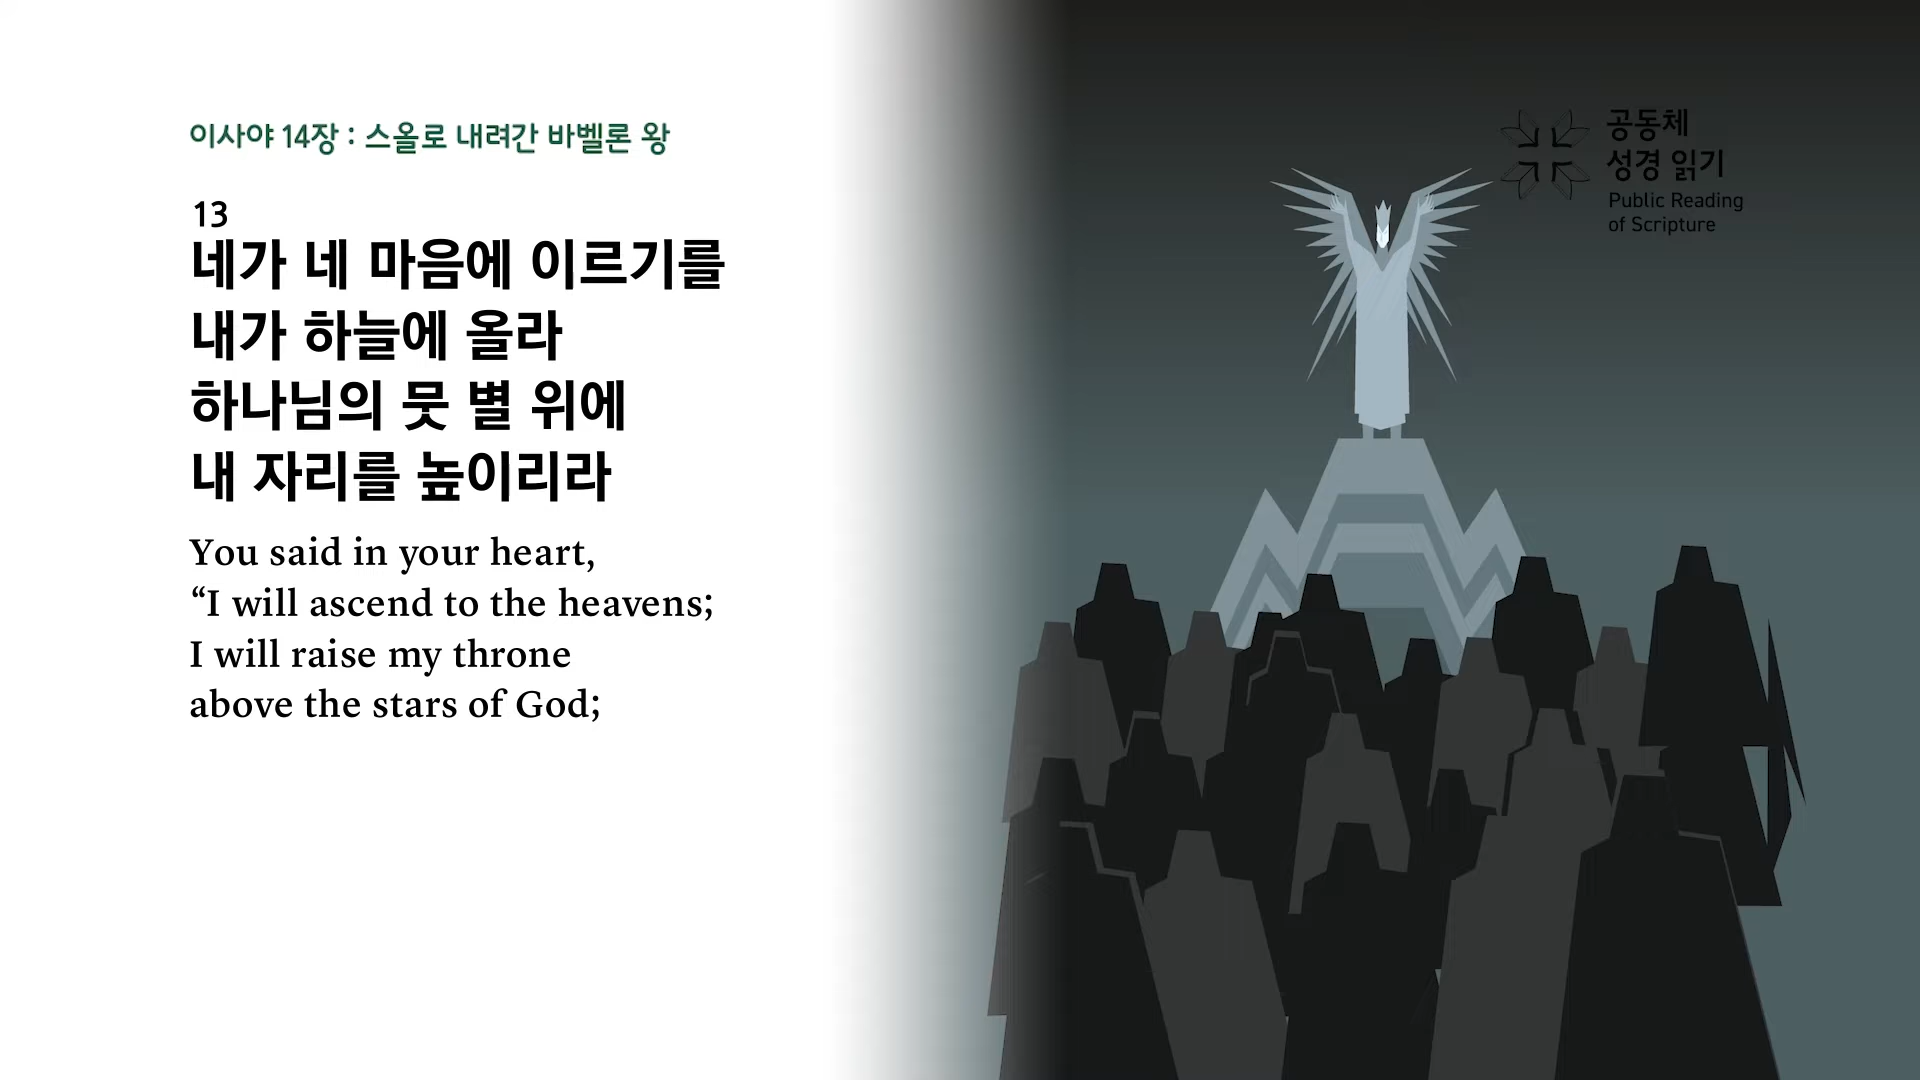 이사야 14장 : 스올로 내려간 바벨론 왕
13
네가 네 마음에 이르기를
내가 하늘에 올라
하나님의 뭇 별 위에
내 자리를 높이리라
You said in your heart,
“I will ascend to the heavens;
I will raise my throne
above the stars of God;
공동체
성경 읽기
Public Reading
of Scripture